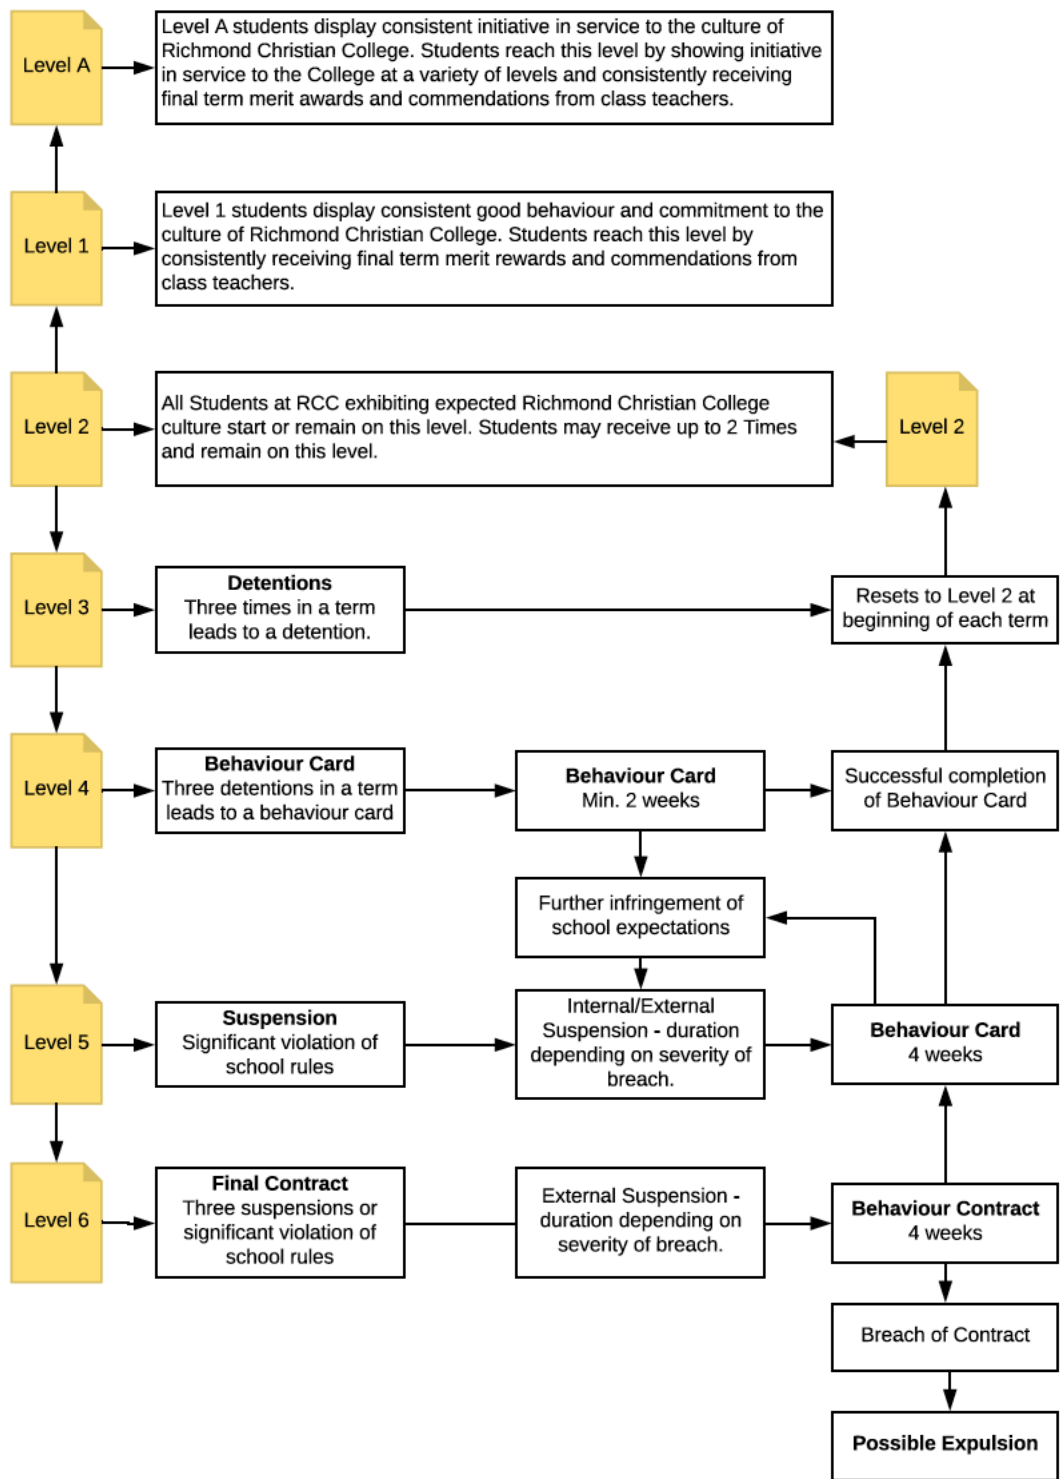 Level A
Level A students display consistent initiative in service to the culture of
Richmond Christian College. Students reach this level by showing initiative
in service to the College at a variety of levels and consistently receiving
final term merit awards and commendations from class teachers.
Level 1
Level 1 students display consistent good behaviour and commitment to the
culture of Richmond Christian College. Students reach this level by
consistently receiving final term merit rewards and commendations from
class teachers.
Level 2
All Students at RCC exhibiting expected Richmond Christian College
culture start or remain on this level. Students may receive up to 2 Times
and remain on this level.
Level 2
Level 3
Detentions
Three times in a term
leads to a detention.
Resets to Level 2 at
beginning of each term
Level 4
Behaviour Card
Three detentions in a term
leads to a behaviour card
Behaviour Card
Min. 2 weeks
Successful completion
of Behaviour Card
Further infringement of
school expectations
Level 5
Suspension
Significant violation of
school rules
Internal/External
Suspension - duration
depending on severity of
breach.
Behaviour Card
4 weeks
Level 6
Final Contract
Three suspensions or
significant violation of
school rules
External Suspension -
duration depending on
severity of breach.
Behaviour Contract
4 weeks
Breach of Contract
Possible Expulsion